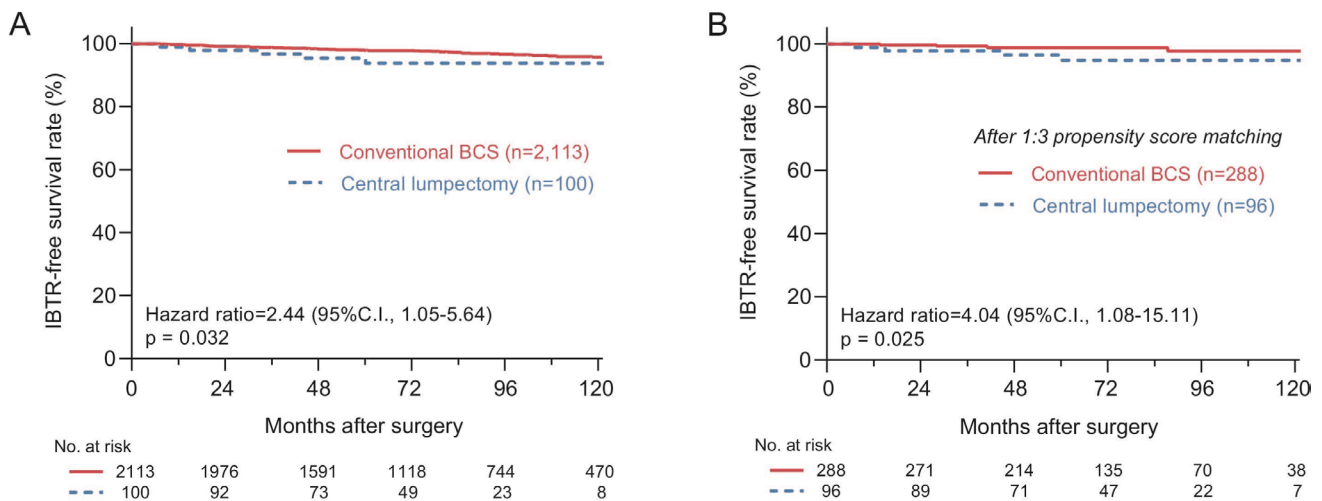 A
IBTR-free survival rate (%)
100
80
60
40
20
0
Conventional BCS (n=2,113)
Central lumpectomy (n=100)
Hazard ratio=2.44 (95%C.I., 1.05-5.64)
p = 0.032
0 24 48 72 96 120
Months after surgery
No. at risk
2113 1976 1591 1118 744 470
100 92 73 49 23 8
B
IBTR-free survival rate (%)
100
80
60
40
20
0
After 1:3 propensity score matching
Conventional BCS (n=288)
Central lumpectomy (n=96)
Hazard ratio=4.04 (95%C.I., 1.08-15.11)
p = 0.025
0 24 48 72 96 120
Months after surgery
No. at risk
288 271 214 135 70 38
96 89 71 47 22 7